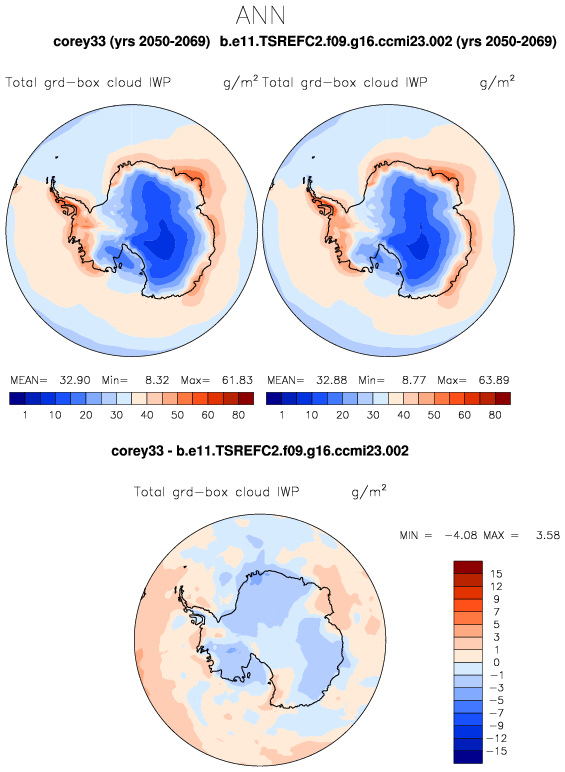 ANN
corey33 (yrs 2050-2069) b.e11.TSREFC2.f09.g16.ccmi23.002 (yrs 2050-2069)
Total grd-box cloud IWP g/m² Total grd-box cloud IWP g/m²
MEAN= 32.90 Min= 8.32 Max= 61.83 MEAN= 32.88 Min= 8.77 Max= 63.89
1 10 20 30 40 50 60 80 1 10 20 30 40 50 60 80
corey33 - b.e11.TSREFC2.f09.g16.ccmi23.002
Total grd-box cloud IWP g/m²
MIN = -4.08 MAX = 3.58
15
12
9
7
5
3
1
0
-1
-3
-5
-7
-9
-12
-15